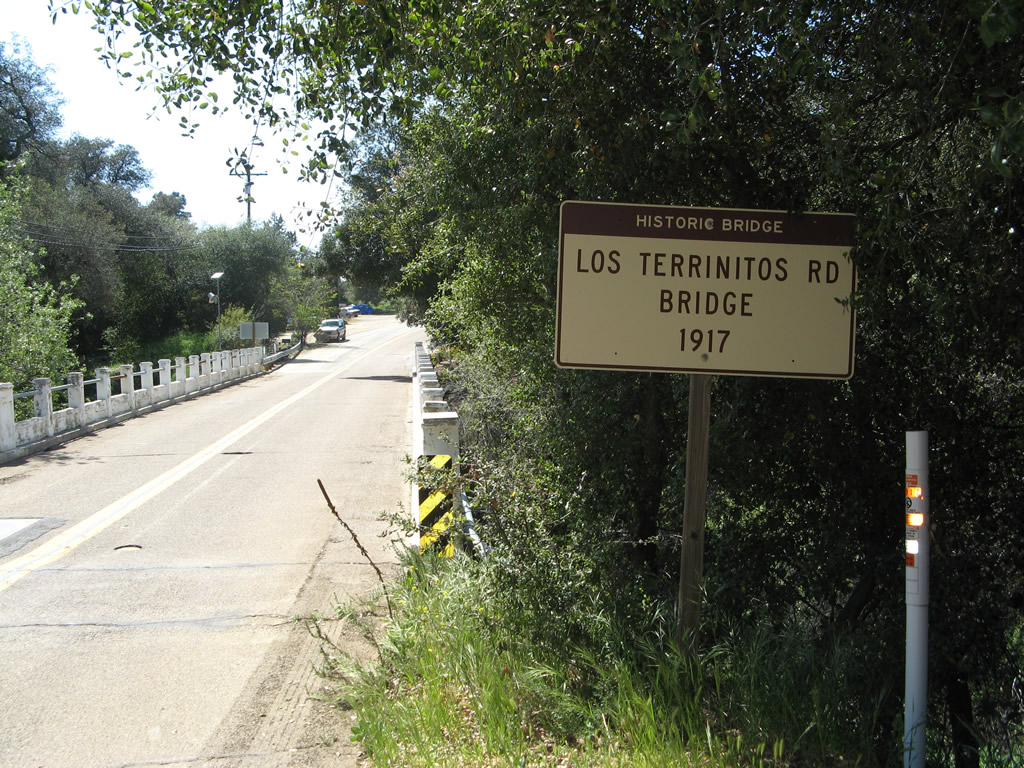 HISTORIC BRIDGE
LOS TERRINITOS RD
BRIDGE
1917